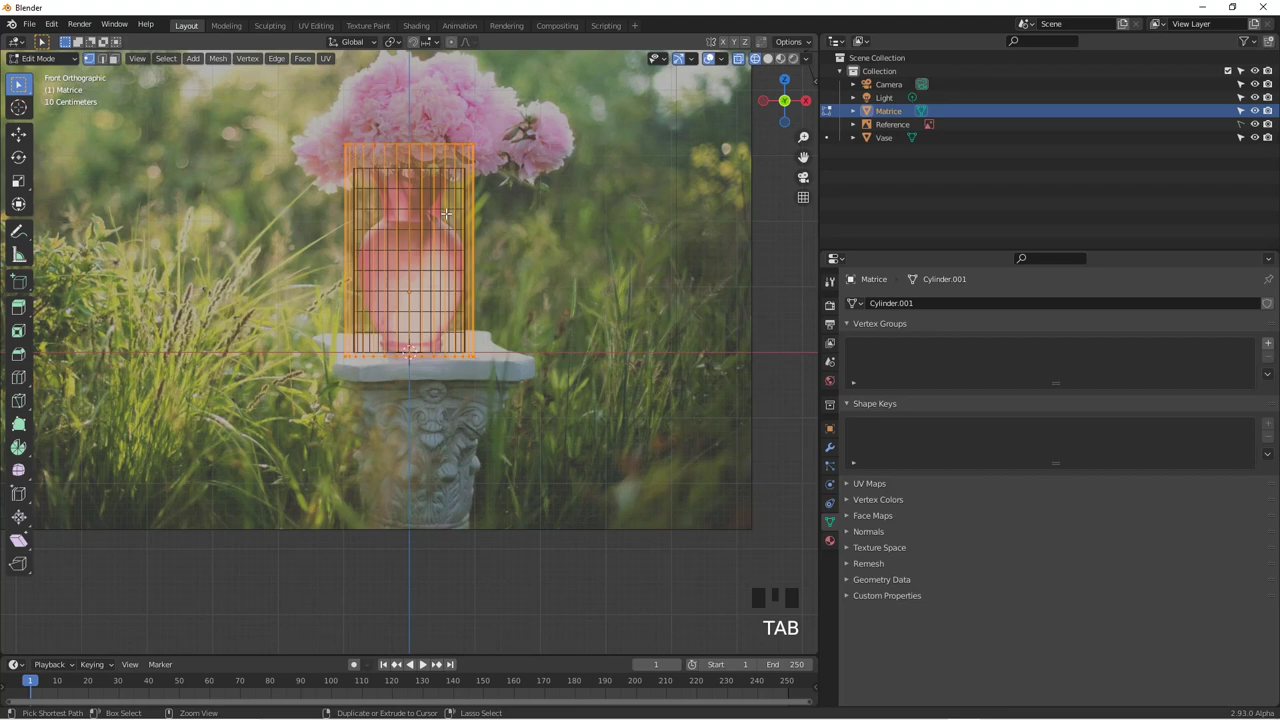 Blender
File Edit Render Window Help Layout Modeling Sculpting UV Editing Texture Paint Shading Animation Rendering Compositing Scripting + Scene View Layer
Global X Y Z Options
Edit Mode View Select Add Mesh Vertex Edge Face UV
Front Orthographic
(1) Matrice
10 Centimeters
Z
Y
X
TAB
Scene Collection
Collection
Camera
Light
Matrice
Reference
Vase
Matrice Cylinder.001
Cylinder.001
Vertex Groups
Shape Keys
UV Maps
Vertex Colors
Face Maps
Normals
Texture Space
Remesh
Geometry Data
Custom Properties
Playback Keying View Marker 1 Start 1 End 250
1 10 20 30 40 50 60 70 80 90 100 110 120 130 140 150 160 170 180 190 200 210 220 230 240 250
Pick Shortest Path Box Select Zoom View Duplicate or Extrude to Cursor Lasso Select 2.93.0 Alpha